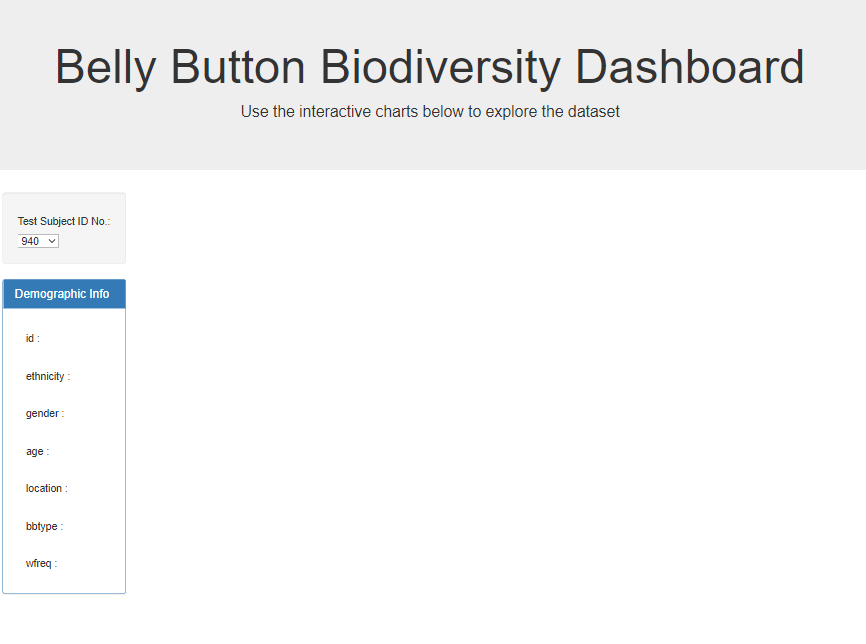 Belly Button Biodiversity Dashboard
Use the interactive charts below to explore the dataset
Test Subject ID No.:
940
Demographic Info
id :
ethnicity :
gender :
age :
location :
bbtype :
wfreq :